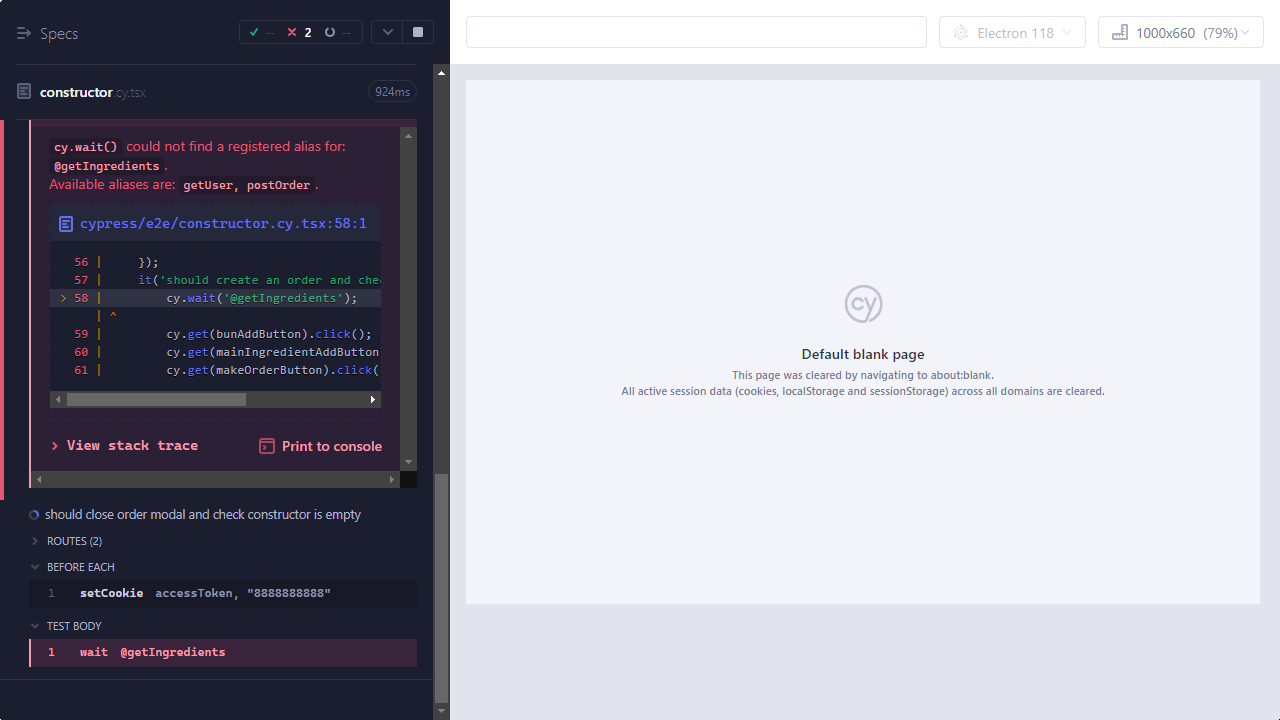 Specs
-- 2 --
Electron 118
1000x660 (79%)
constructor.cy.tsx
924ms
cy.wait() could not find a registered alias for:
@getIngredients.
Available aliases are: getUser, postOrder.
cypress/e2e/constructor.cy.tsx:58:1
56 | });
57 | it('should create an order and che
> 58 | cy.wait('@getIngredients');
| ^
59 | cy.get(bunAddButton).click();
60 | cy.get(mainIngredientAddButton
61 | cy.get(makeOrderButton).click(
View stack trace
Print to console
should close order modal and check constructor is empty
ROUTES (2)
BEFORE EACH
1 setCookie accessToken, "8888888888"
TEST BODY
1 wait @getIngredients
cy
Default blank page
This page was cleared by navigating to about:blank.
All active session data (cookies, localStorage and sessionStorage) across all domains are cleared.